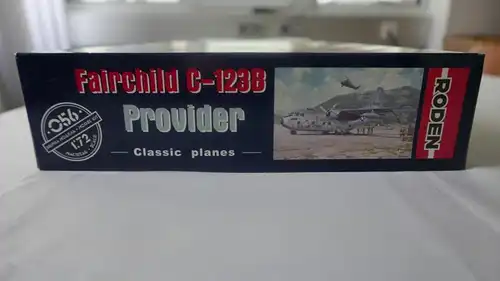 Fairchild C-123B
Provider
Classic planes
056
1:72
RODEN